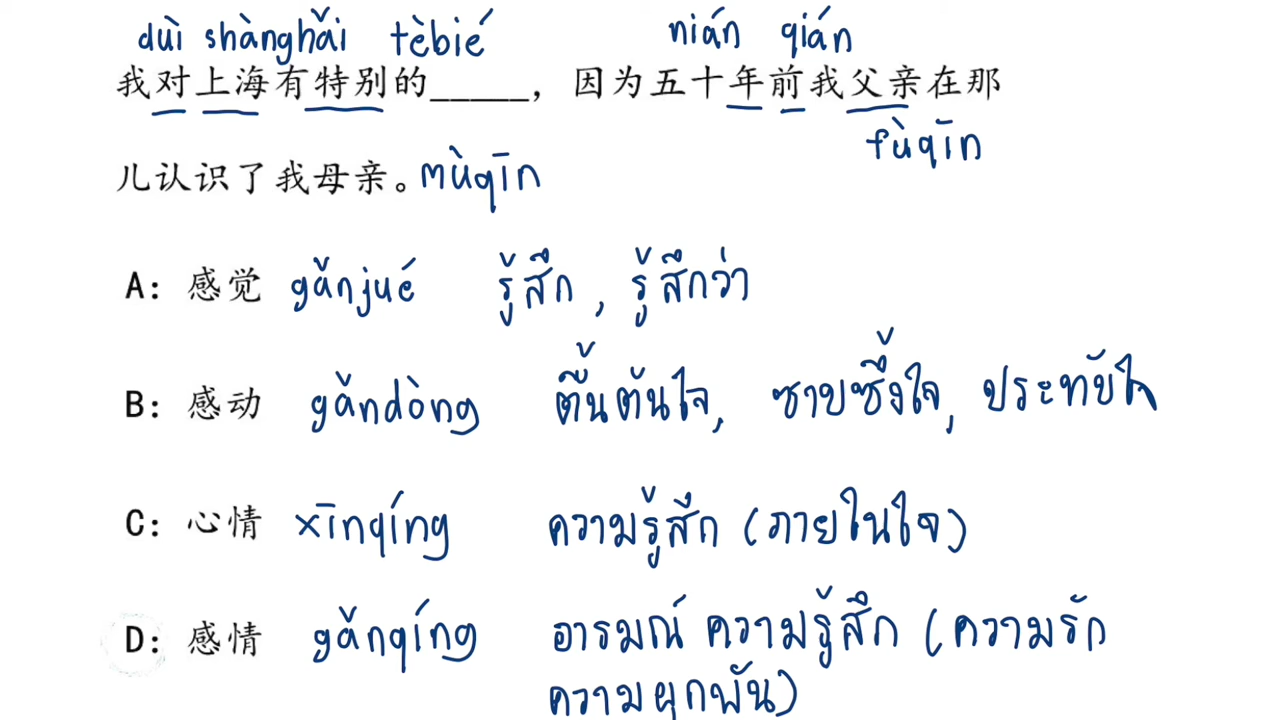 duì shànghǎi tèbié nián qián
我对上海有特别的_____，因为五十年前我父亲在那
fùqīn
儿认识了我母亲。mǔqīn
A：感觉 gǎnjué รู้สึก , รู้สึกว่า
B：感动 gǎndòng ตื้นตันใจ, ซาบซึ้งใจ, ประทับใจ
C：心情 xīnqíng ความรู้สึก (ภายในใจ)
D：感情 gǎnqíng อารมณ์ ความรู้สึก (ความรัก
ความผูกพัน)